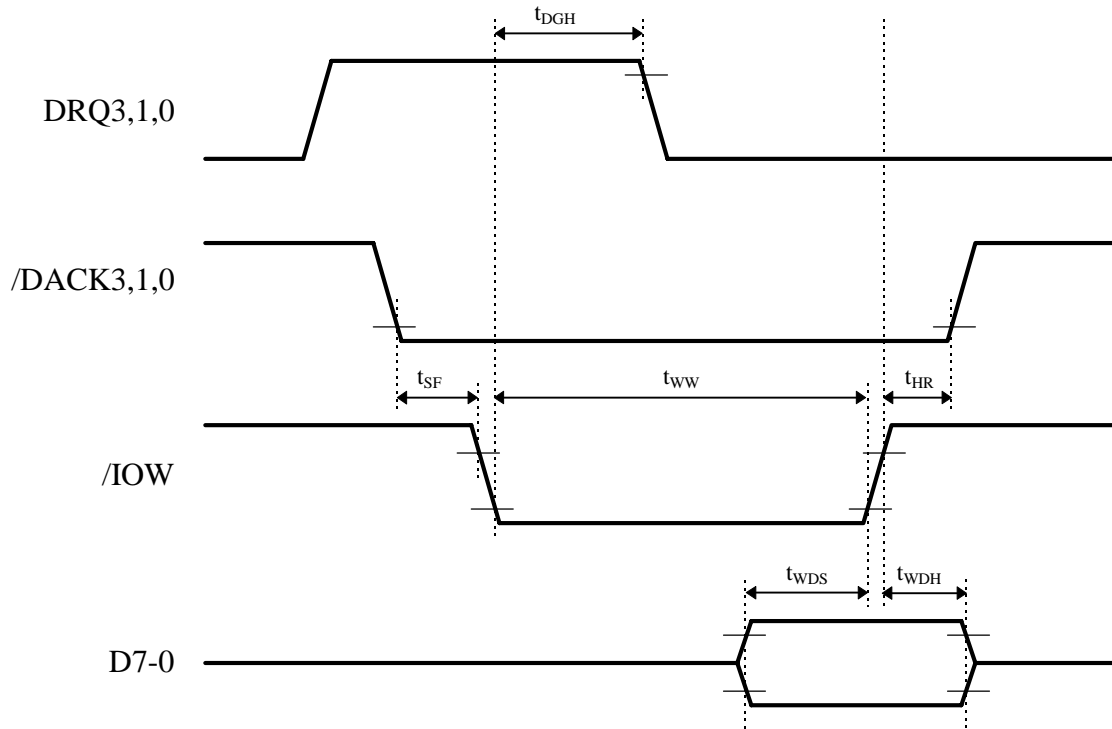 tDGH
DRQ3,1,0
/DACK3,1,0
tSF
tWW
tHR
/IOW
tWDS
tWDH
D7-0